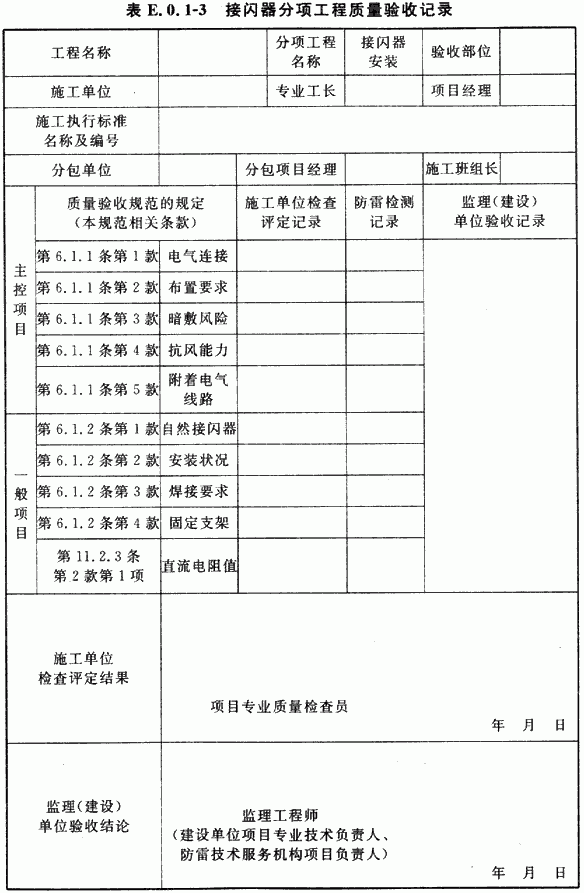 表 E.0.1-3 接闪器分项工程质量验收记录
工程名称 分项工程名称 接闪器安装 验收部位
施工单位 专业工长 项目经理
施工执行标准
名称及编号
分包单位 分包项目经理 施工班组长
主控项目
质量验收规范的规定
（本规范相关条款）
施工单位检查
评定记录
防雷检测
记录
监理(建设)
单位验收记录
第 6.1.1 条第 1 款 电气连接
第 6.1.1 条第 2 款 布置要求
第 6.1.1 条第 3 款 暗敷风险
第 6.1.1 条第 4 款 抗风能力
第 6.1.1 条第 5 款 附着电气线路
一般项目
第 6.1.2 条第 1 款 自然接闪器
第 6.1.2 条第 2 款 安装状况
第 6.1.2 条第 3 款 焊接要求
第 6.1.2 条第 4 款 固定支架
第 11.2.3 条
第 2 款第 1 项
直流电阻值
施工单位
检查评定结果
项目专业质量检查员
年 月 日
监理(建设)
单位验收结论
监理工程师
(建设单位项目专业技术负责人、
防雷技术服务机构项目负责人)
年 月 日